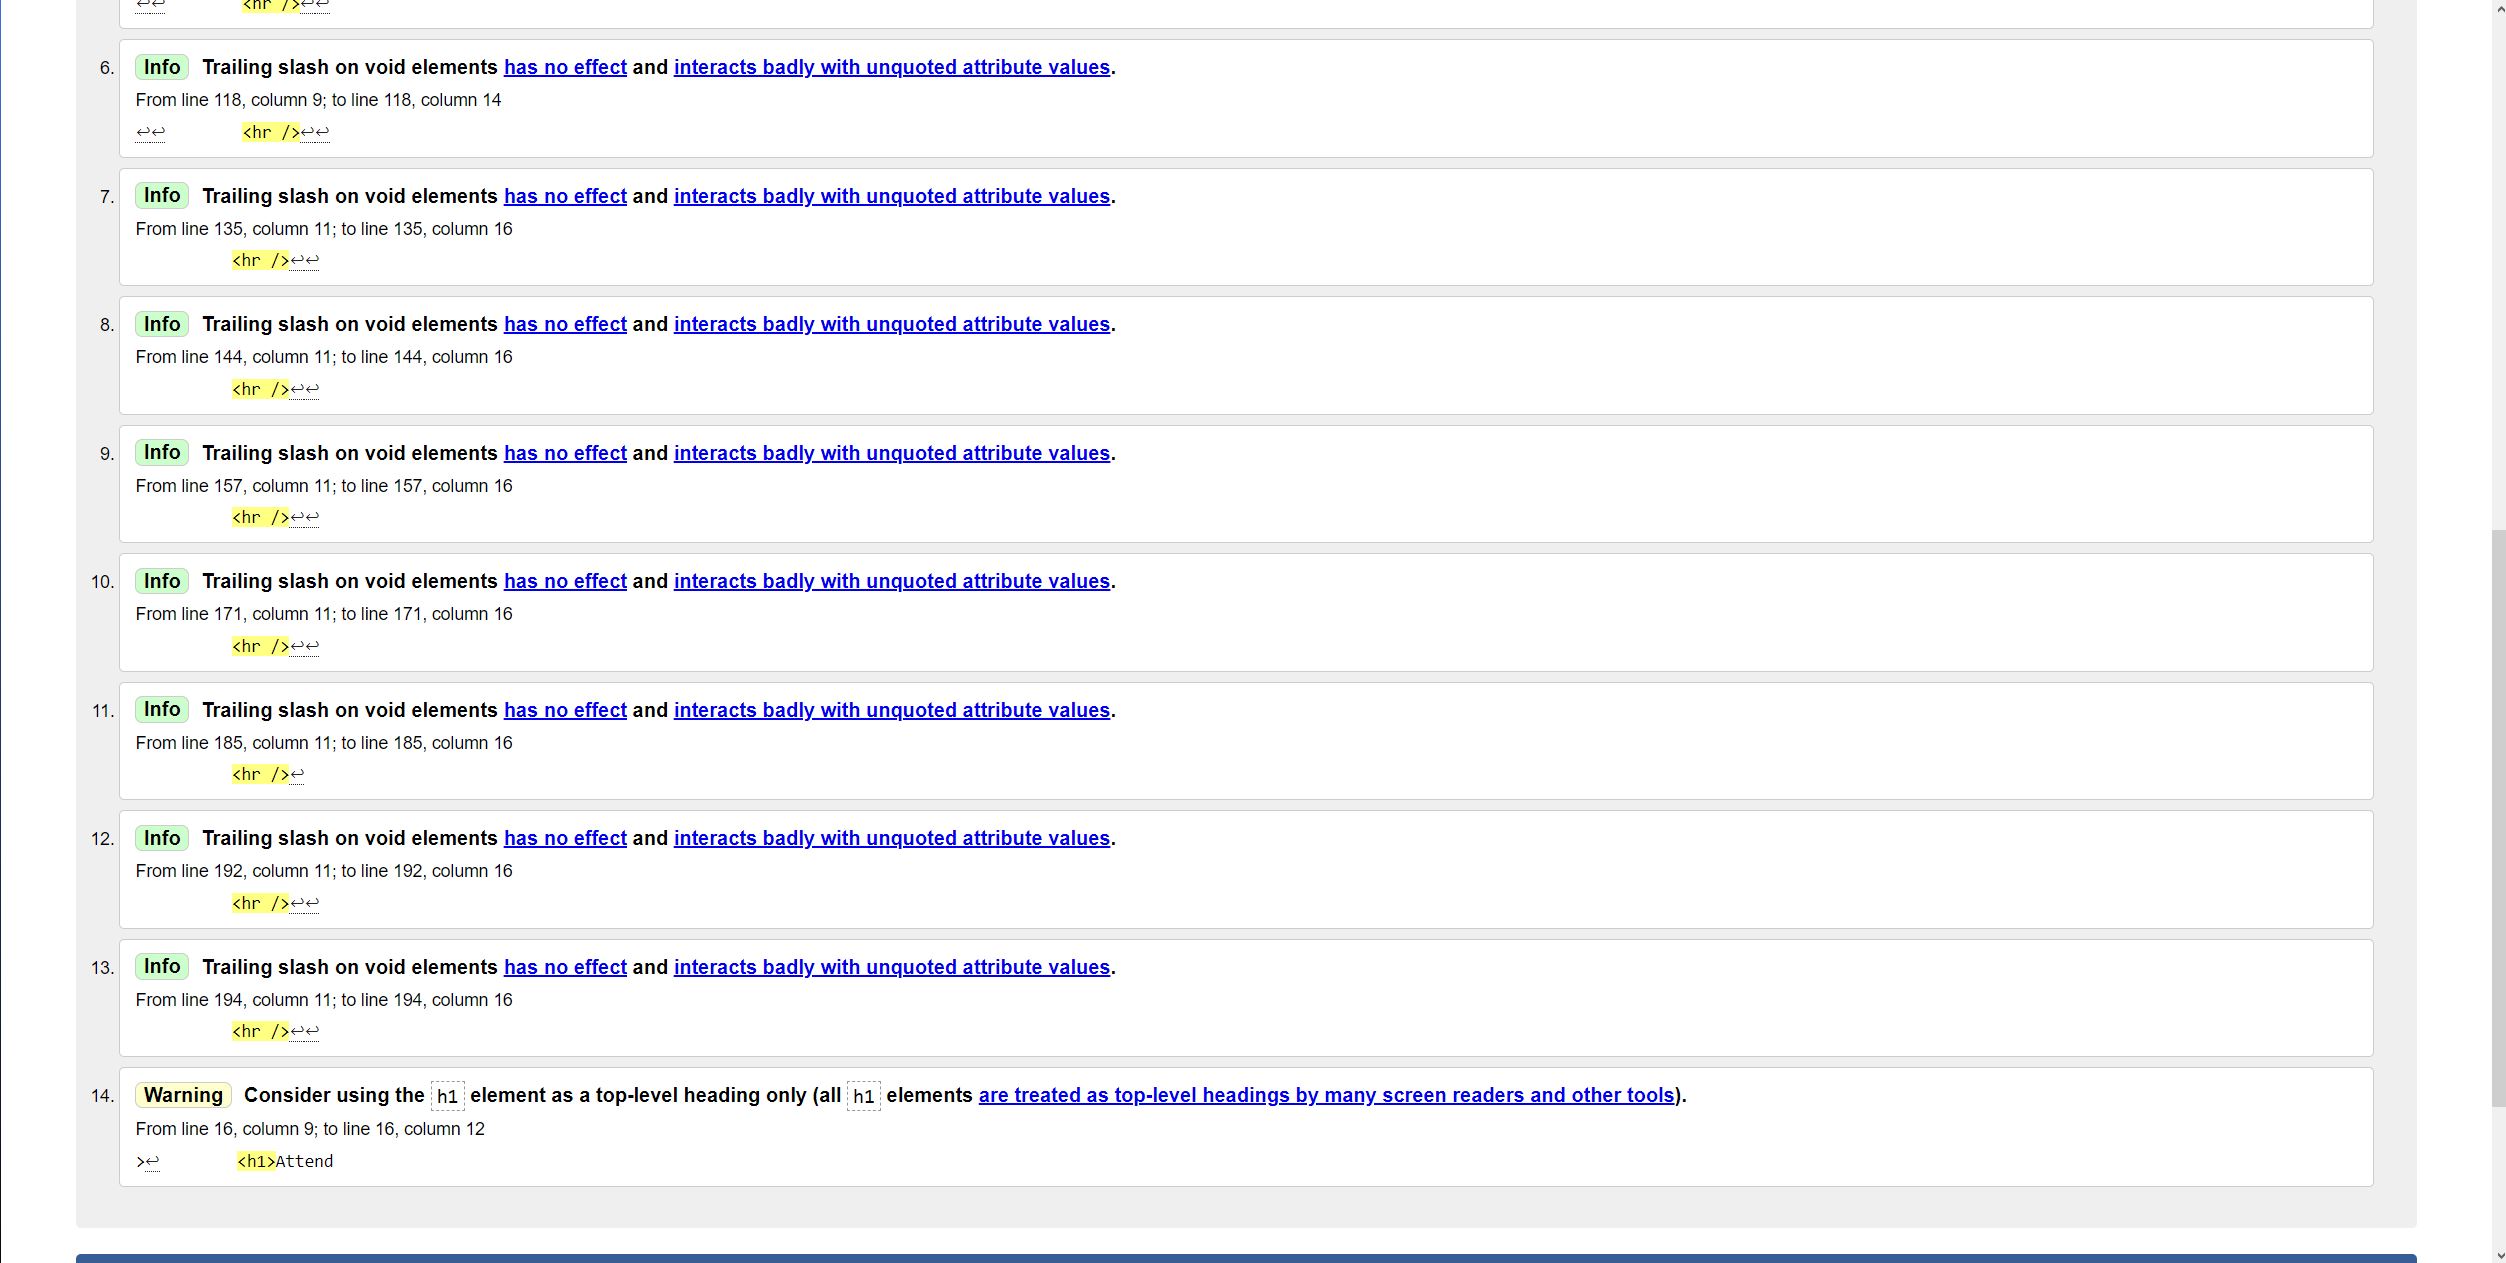 ↩↩ <hr />↩↩
6. Info Trailing slash on void elements has no effect and interacts badly with unquoted attribute values.
From line 118, column 9; to line 118, column 14
↩↩ <hr />↩↩
7. Info Trailing slash on void elements has no effect and interacts badly with unquoted attribute values.
From line 135, column 11; to line 135, column 16
<hr />↩↩
8. Info Trailing slash on void elements has no effect and interacts badly with unquoted attribute values.
From line 144, column 11; to line 144, column 16
<hr />↩↩
9. Info Trailing slash on void elements has no effect and interacts badly with unquoted attribute values.
From line 157, column 11; to line 157, column 16
<hr />↩↩
10. Info Trailing slash on void elements has no effect and interacts badly with unquoted attribute values.
From line 171, column 11; to line 171, column 16
<hr />↩↩
11. Info Trailing slash on void elements has no effect and interacts badly with unquoted attribute values.
From line 185, column 11; to line 185, column 16
<hr />↩
12. Info Trailing slash on void elements has no effect and interacts badly with unquoted attribute values.
From line 192, column 11; to line 192, column 16
<hr />↩↩
13. Info Trailing slash on void elements has no effect and interacts badly with unquoted attribute values.
From line 194, column 11; to line 194, column 16
<hr />↩↩
14. Warning Consider using the h1 element as a top-level heading only (all h1 elements are treated as top-level headings by many screen readers and other tools).
From line 16, column 9; to line 16, column 12
>↩ <h1>Attend